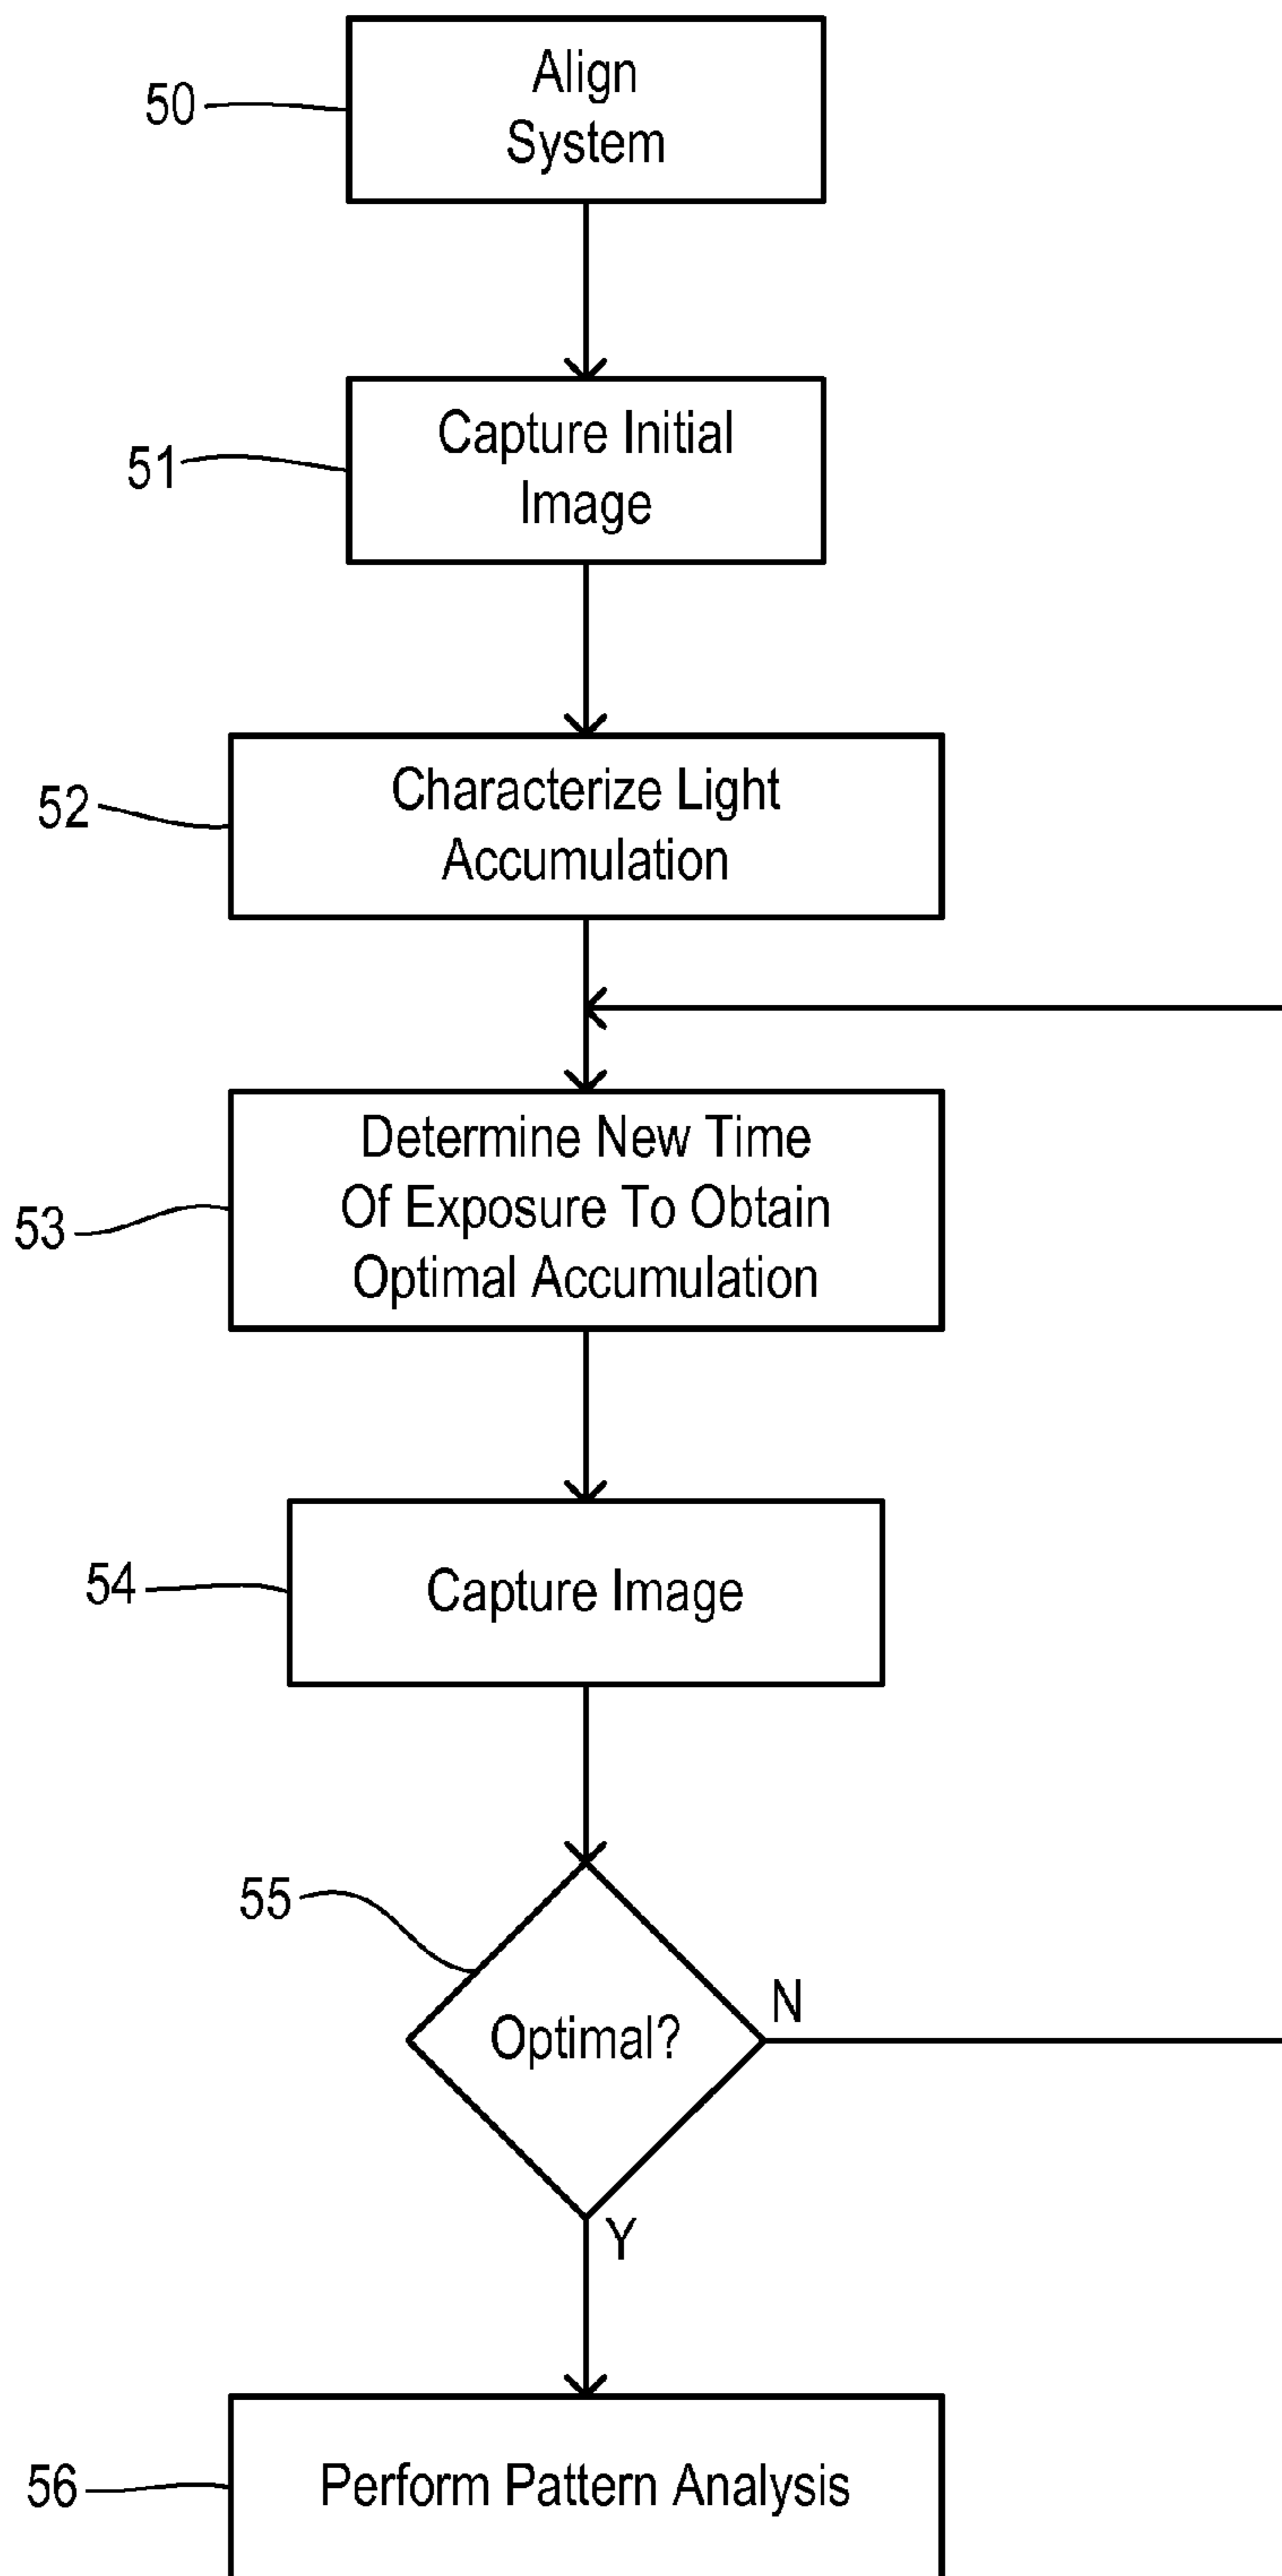 50
Align
System
51
Capture Initial
Image
52
Characterize Light
Accumulation
53
Determine New Time
Of Exposure To Obtain
Optimal Accumulation
54
Capture Image
55
Optimal?
N
Y
56
Perform Pattern Analysis